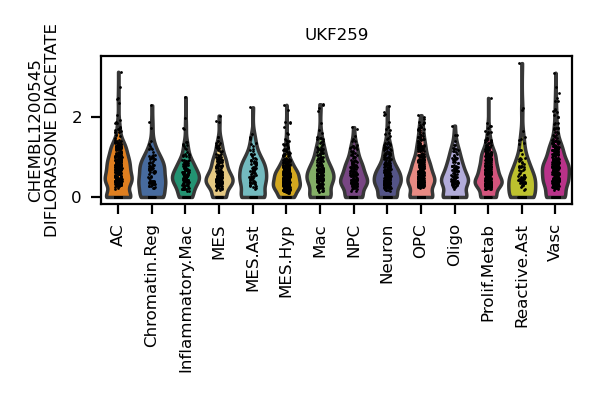 UKF259
CHEMBL1200545
DIFLORASONE DIACETATE
2
0
AC
Chromatin.Reg
Inflammatory.Mac
MES
MES.Ast
MES.Hyp
Mac
NPC
Neuron
OPC
Oligo
Prolif.Metab
Reactive.Ast
Vasc